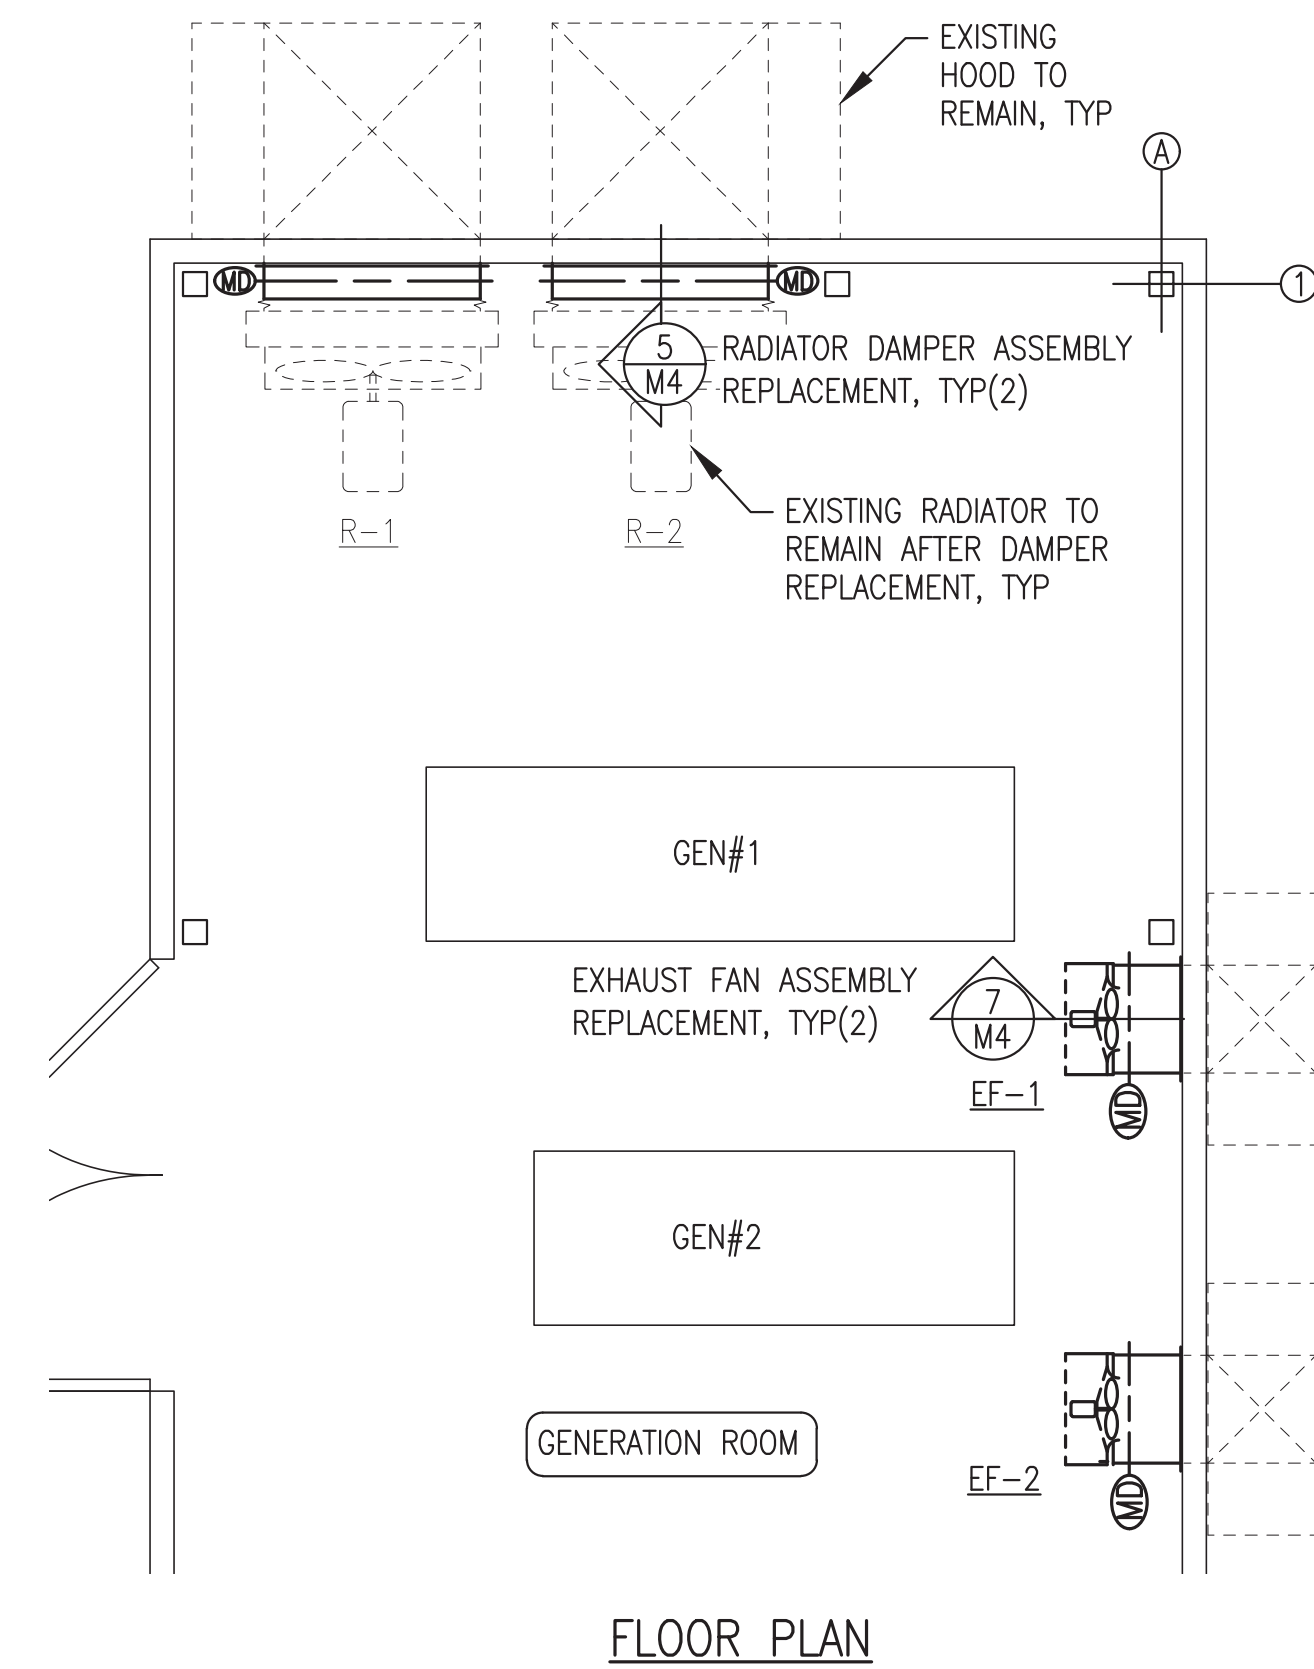 EXISTING
HOOD TO
REMAIN, TYP
A
MD
MD
1
5
M4
RADIATOR DAMPER ASSEMBLY
REPLACEMENT, TYP(2)
R-1
R-2
EXISTING RADIATOR TO
REMAIN AFTER DAMPER
REPLACEMENT, TYP
GEN#1
EXHAUST FAN ASSEMBLY
REPLACEMENT, TYP(2)
7
M4
EF-1
MD
GEN#2
GENERATION ROOM
EF-2
MD
FLOOR PLAN